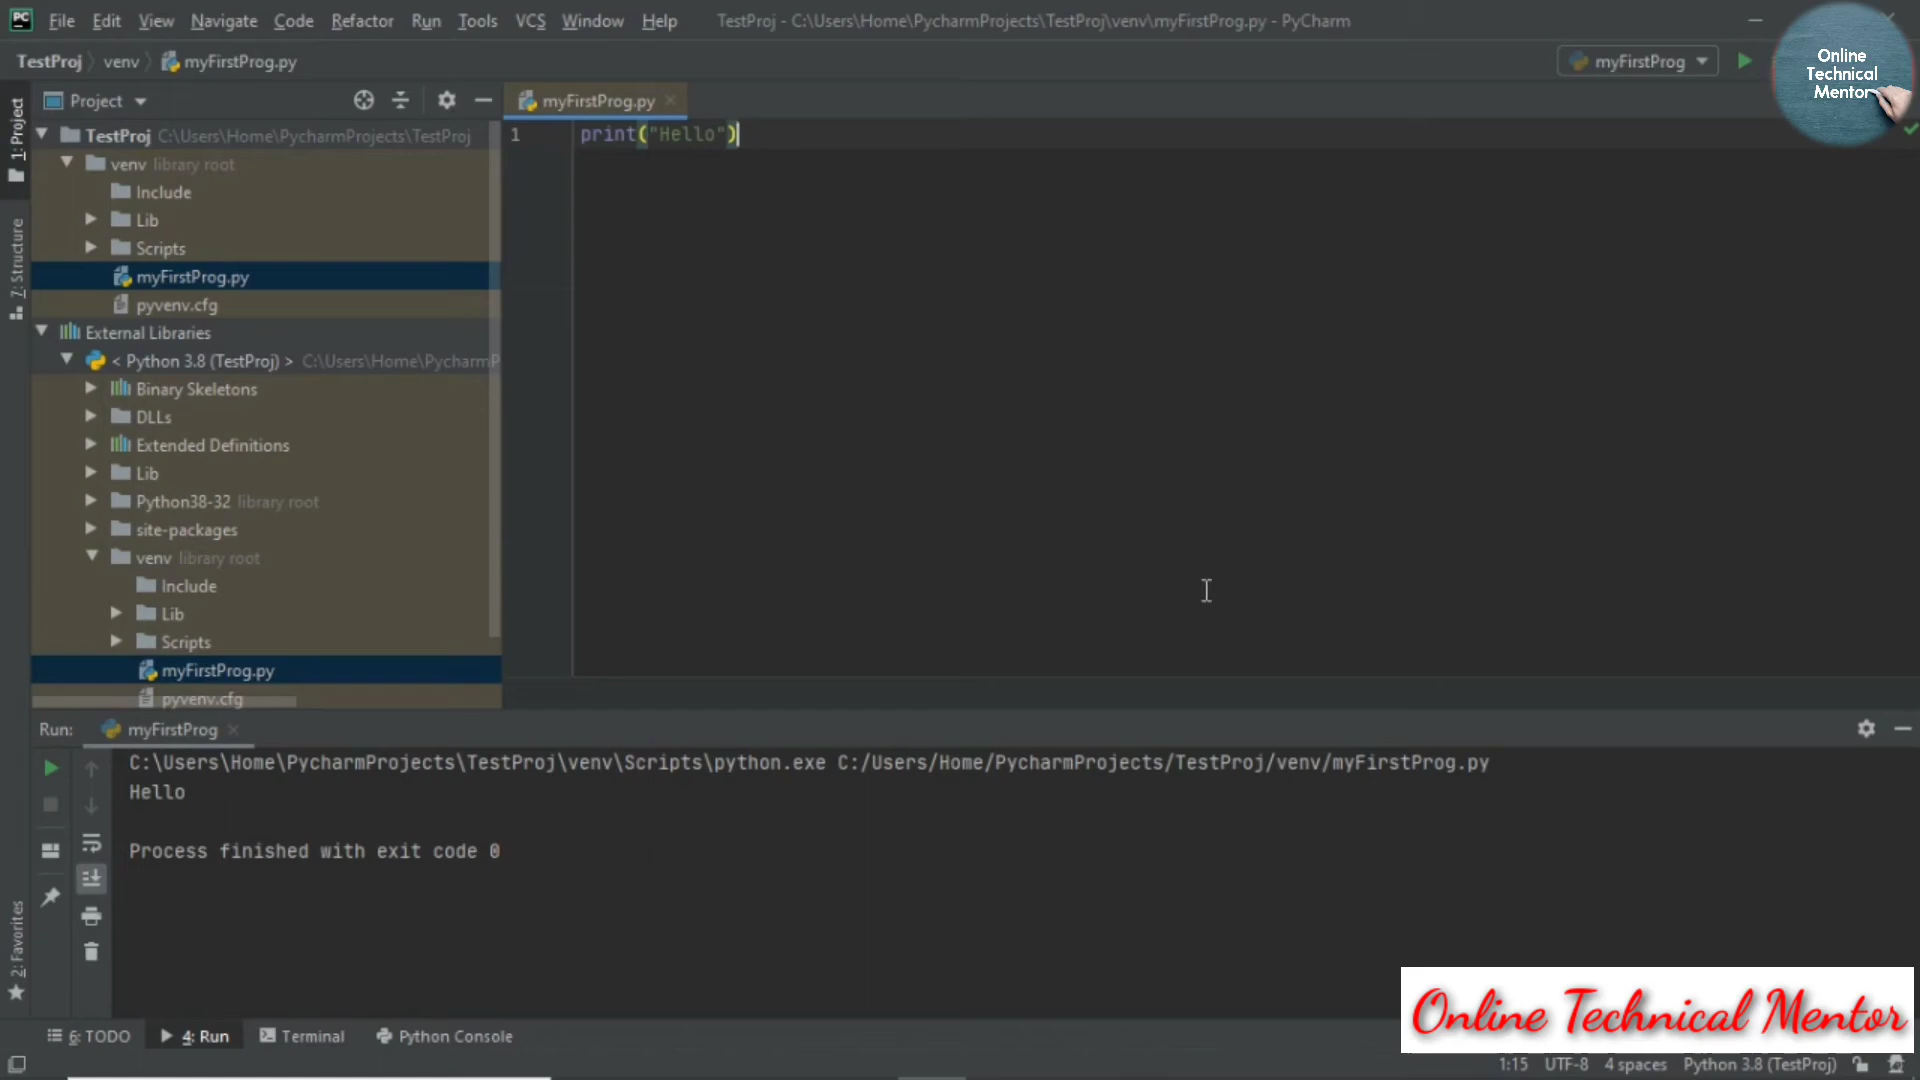 File Edit View Navigate Code Refactor Run Tools VCS Window Help TestProj - C:\Users\Home\PycharmProjects\TestProj\venv\myFirstProg.py - PyCharm
TestProj venv myFirstProg.py
myFirstProg
Online
Technical
Mentor
1: Project
7: Structure
2: Favorites
Project
TestProj C:\Users\Home\PycharmProjects\TestProj
venv library root
Include
Lib
Scripts
myFirstProg.py
pyvenv.cfg
External Libraries
< Python 3.8 (TestProj) > C:\Users\Home\PycharmP
Binary Skeletons
DLLs
Extended Definitions
Lib
Python38-32 library root
site-packages
venv library root
Include
Lib
Scripts
myFirstProg.py
pyvenv.cfg
myFirstProg.py
1 print("Hello")
Run: myFirstProg
C:\Users\Home\PycharmProjects\TestProj\venv\Scripts\python.exe C:/Users/Home/PycharmProjects/TestProj/venv/myFirstProg.py
Hello
Process finished with exit code 0
Online Technical Mentor
6: TODO 4: Run Terminal Python Console
1:15 UTF-8 4 spaces Python 3.8 (TestProj)